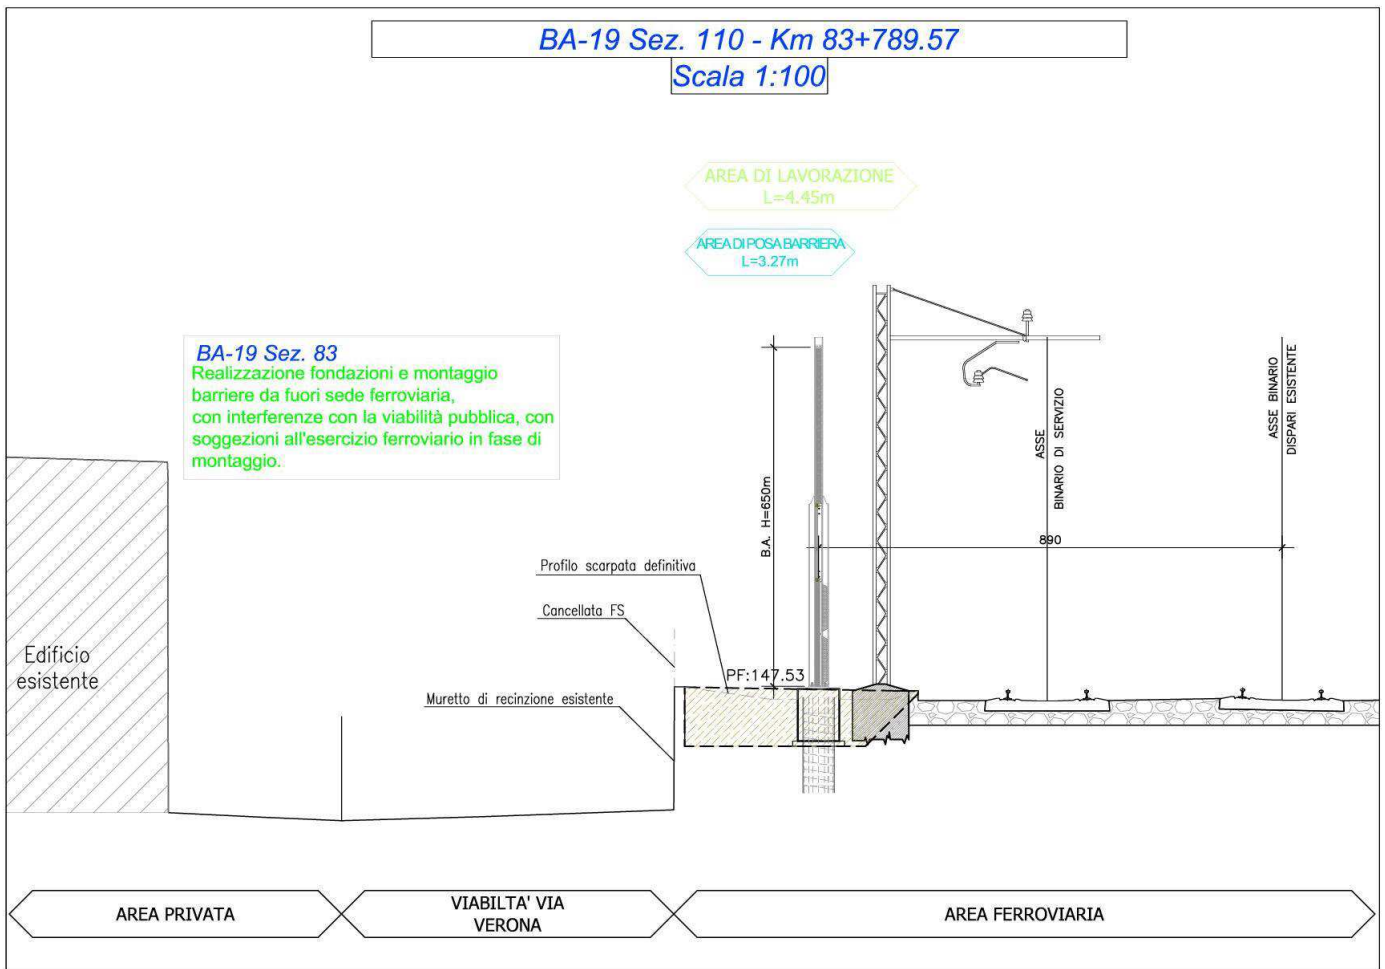 BA-19 Sez. 110 - Km 83+789.57
Scala 1:100
AREA DI LAVORAZIONE
L=4.45m
AREA DI POSA BARRIERA
L=3.27m
BA-19 Sez. 83
Realizzazione fondazioni e montaggio
barriere da fuori sede ferroviaria,
con interferenze con la viabilità pubblica, con
soggezioni all'esercizio ferroviario in fase di
montaggio.
B.A. H=650m
ASSE
BINARIO DI SERVIZIO
ASSE BINARIO
DISPARI ESISTENTE
890
Profilo scarpata definitiva
Cancellata FS
Edificio
esistente
PF:147.53
Muretto di recinzione esistente
AREA PRIVATA
VIABILTA' VIA
VERONA
AREA FERROVIARIA